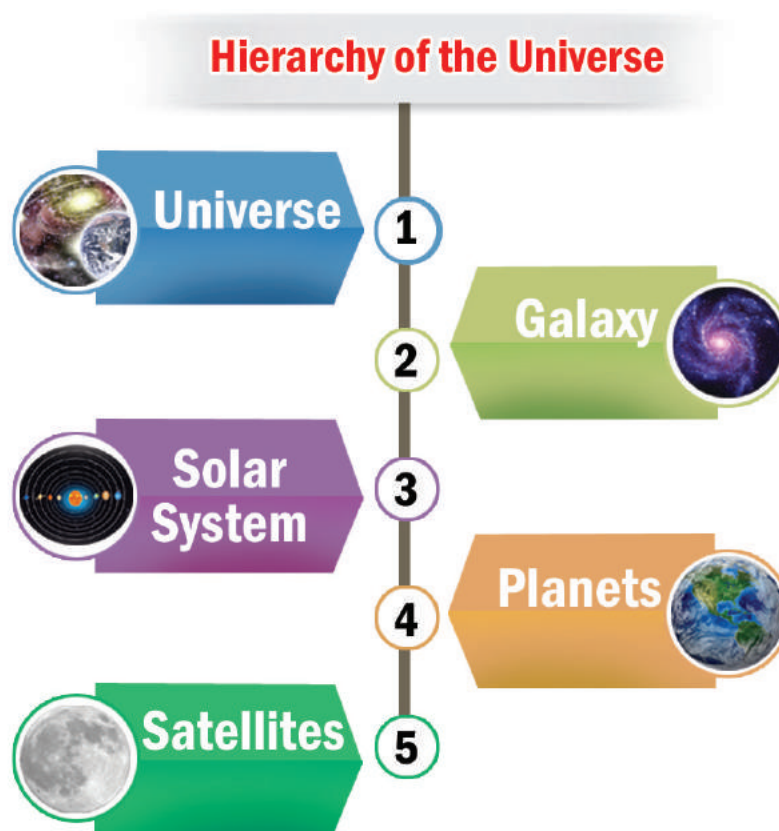 Hierarchy of the Universe
Universe
1
Galaxy
2
Solar
System
3
Planets
4
Satellites
5